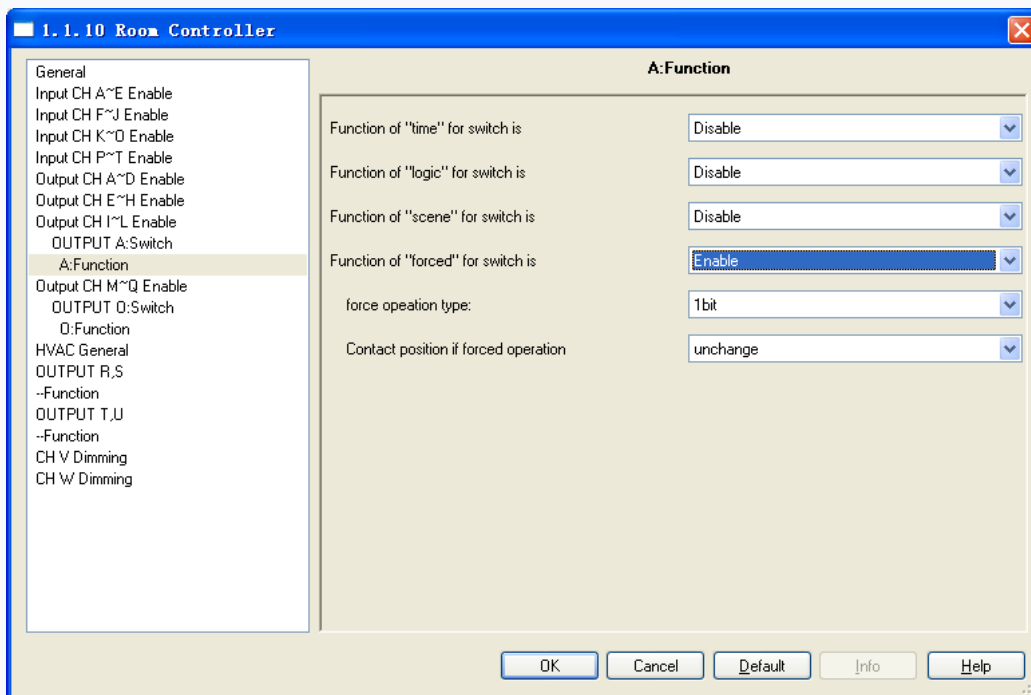 1.1.10 Room Controller
General
Input CH A~E Enable
Input CH F~J Enable
Input CH K~O Enable
Input CH P~T Enable
Output CH A~D Enable
Output CH E~H Enable
Output CH I~L Enable
OUTPUT A:Switch
A:Function
Output CH M~Q Enable
OUTPUT O:Switch
O:Function
HVAC General
OUTPUT R,S
--Function
OUTPUT T,U
--Function
CH V Dimming
CH W Dimming
A:Function
Function of "time" for switch is Disable
Function of "logic" for switch is Disable
Function of "scene" for switch is Disable
Function of "forced" for switch is Enable
force opeation type: 1bit
Contact position if forced operation unchange
OK Cancel Default Info Help